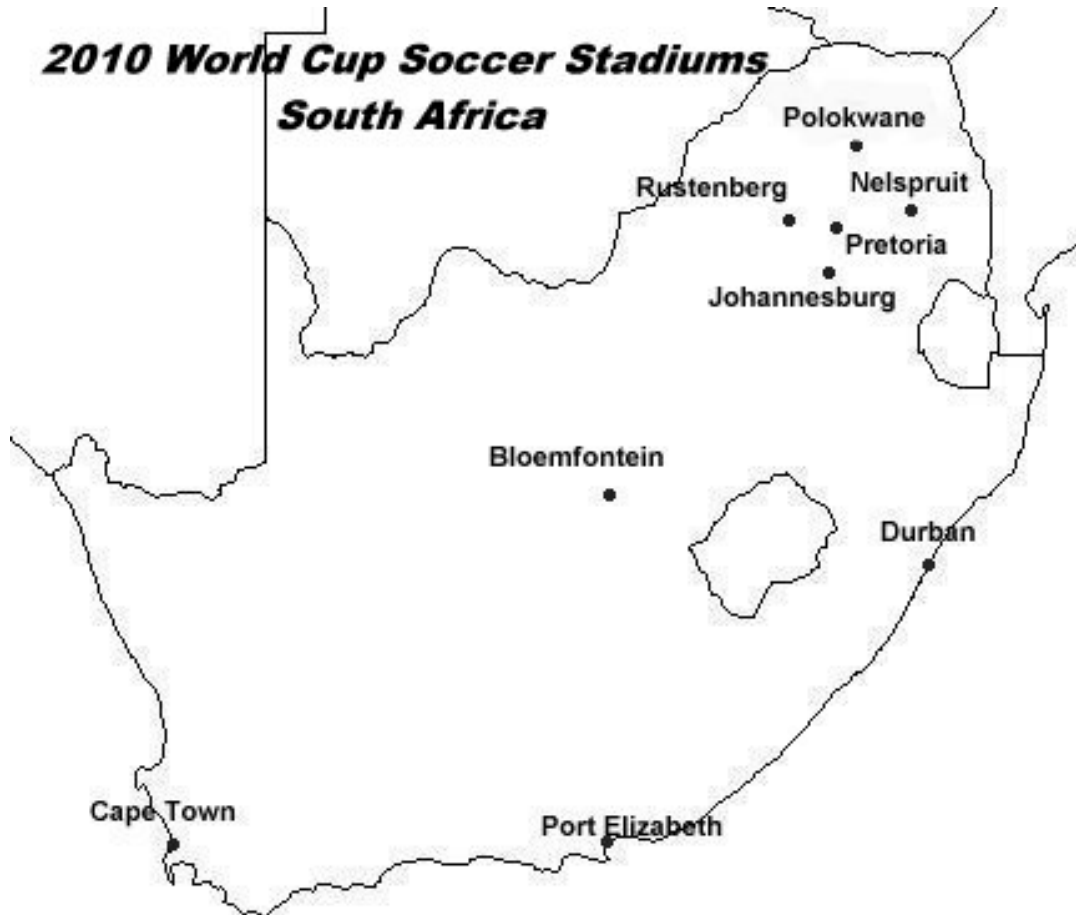 2010 World Cup Soccer Stadiums
South Africa
Polokwane
Rustenberg
Nelspruit
Pretoria
Johannesburg
Bloemfontein
Durban
Cape Town
Port Elizabeth